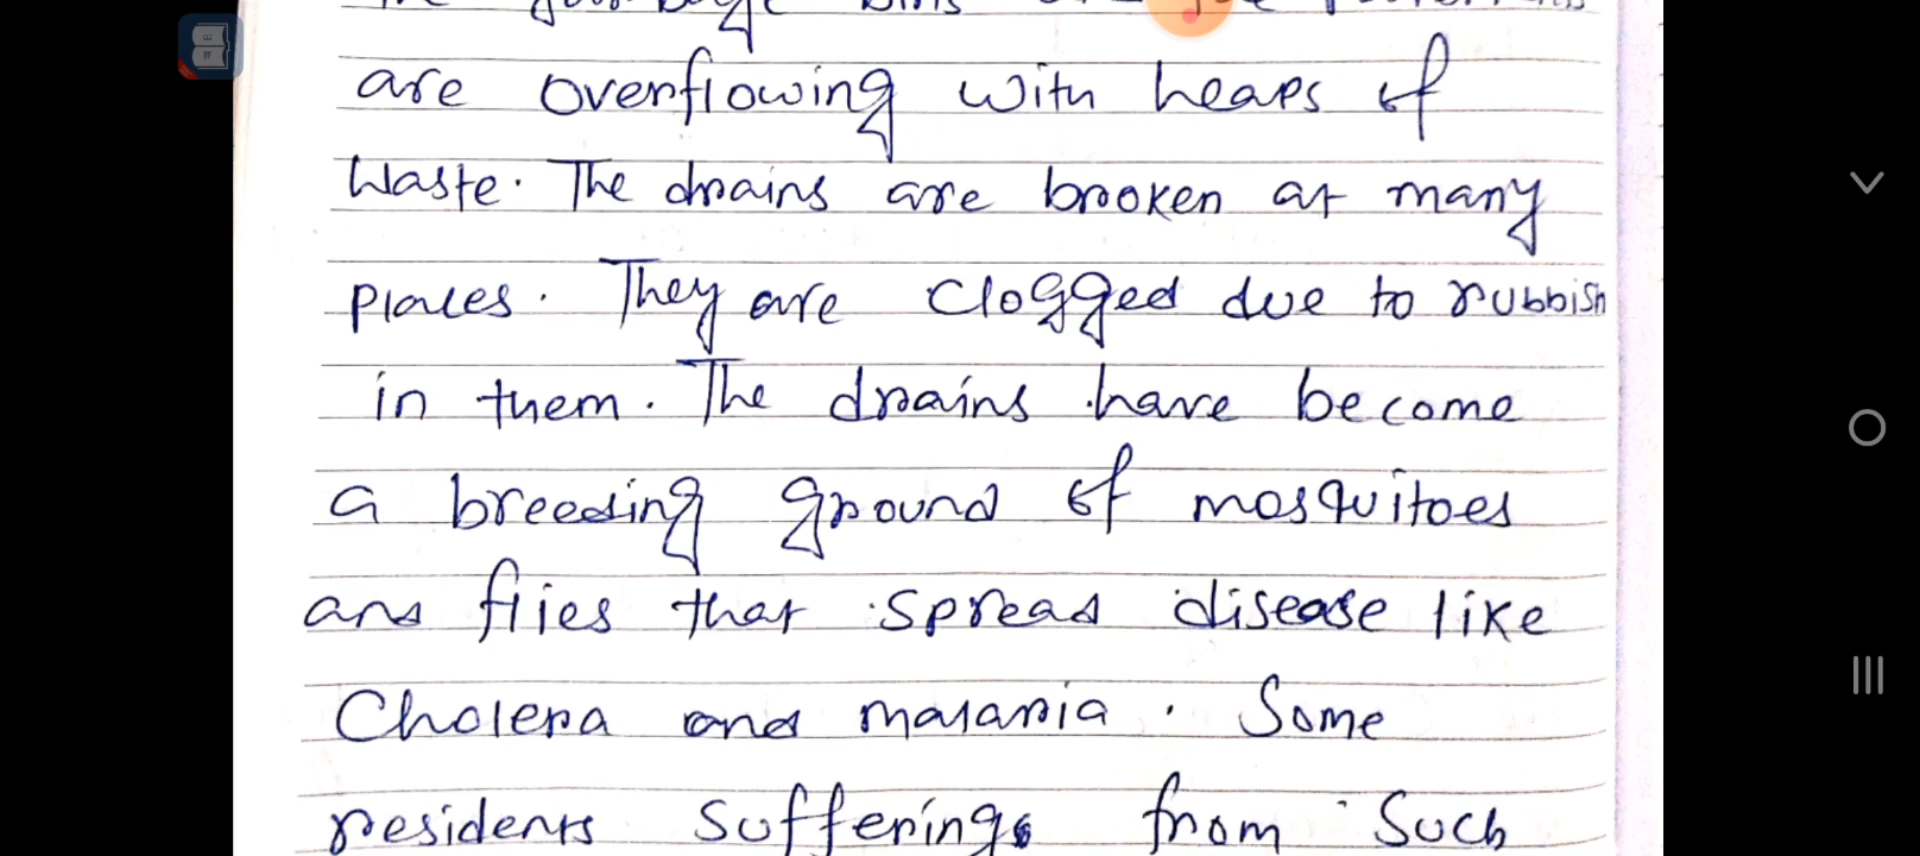 bins
are overflowing with heaps of
waste. The drains are broken at many
places. They are clogged due to rubbish
in them. The drains have become
a breeding ground of mosquitoes
and flies that spread disease like
Cholera and malaria. Some
residents sufferings from such